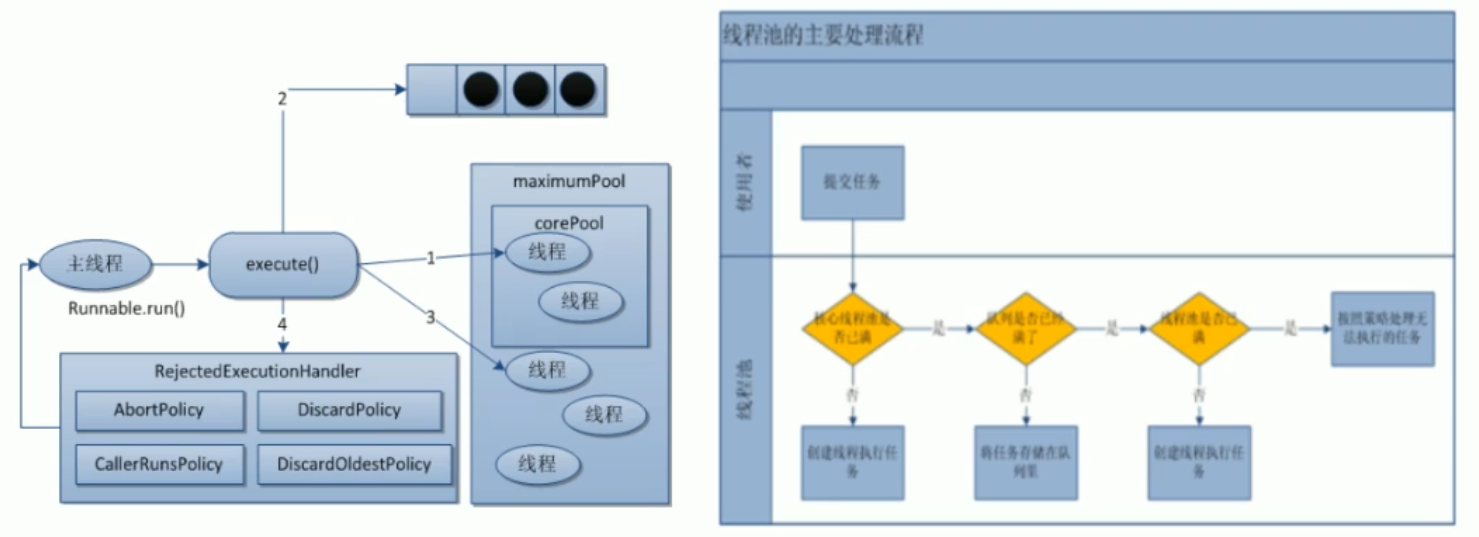 2
maximumPool
corePool
线程
线程
1
3
主线程
Runnable.run()
execute()
4
线程
线程
线程
RejectedExecutionHandler
AbortPolicy
DiscardPolicy
CallerRunsPolicy
DiscardOldestPolicy
线程池的主要处理流程
使用者
提交任务
线程池
核心线程池是
否已满
是
队列是否已经
满了
是
线程池是否已
满
是
按照策略处理无
法执行的任务
否
否
否
创建线程执行任
务
将任务存储在队
列里
创建线程执行任
务